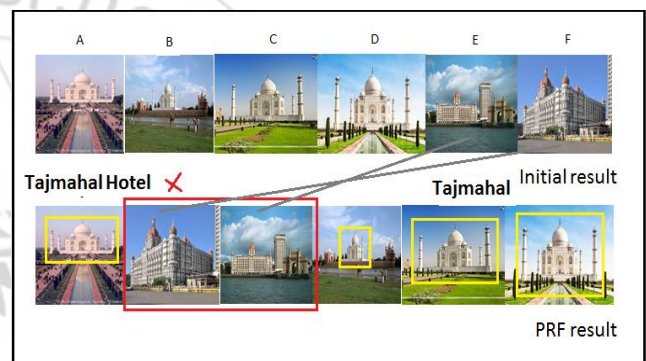 A B C D E F
Tajmahal Hotel
Tajmahal
Initial result
PRF result